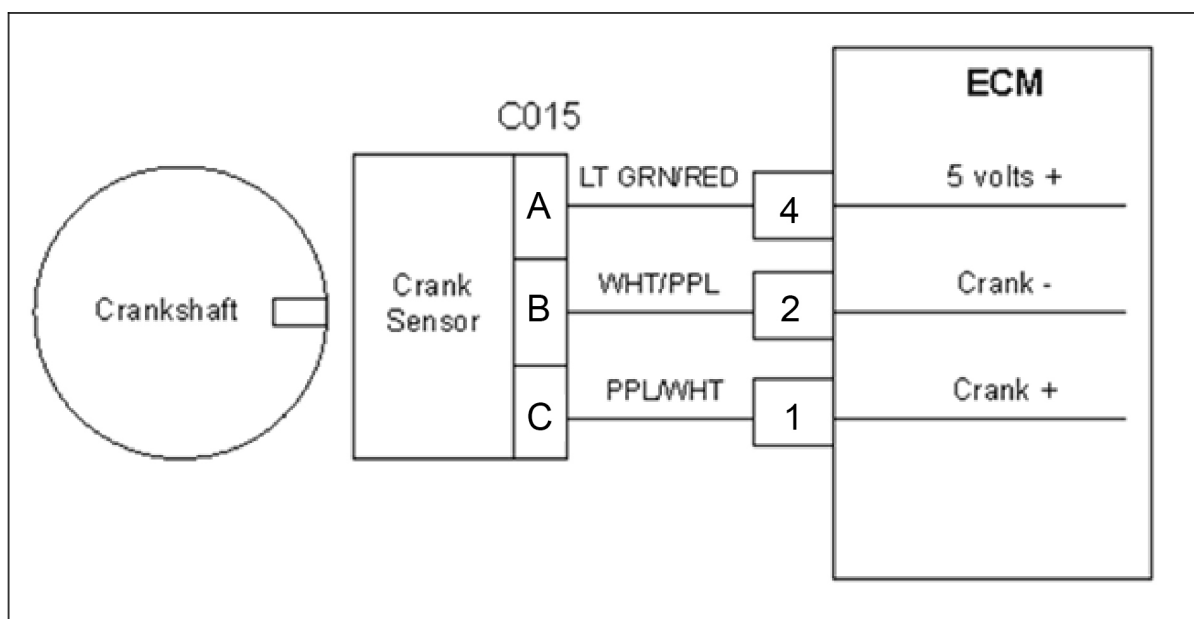 ECM
C015
LT GRN/RED
5 volts +
A
4
Crankshaft
Crank
Sensor
WHT/PPL
Crank -
B
2
PPL/WHT
Crank +
C
1